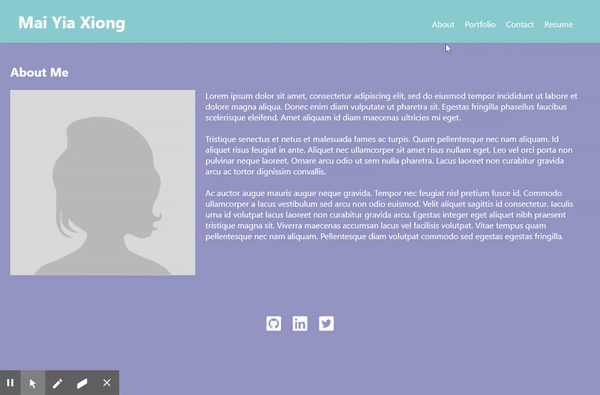 Mai Yia Xiong
About Portfolio Contact Resume
About Me
Lorem ipsum dolor sit amet, consectetur adipiscing elit, sed do eiusmod tempor incididunt ut labore et
dolore magna aliqua. Donec enim diam vulputate ut pharetra sit. Egestas fringilla phasellus faucibus
scelerisque eleifend. Amet aliquam id diam maecenas ultricies mi eget.
Tristique senectus et netus et malesuada fames ac turpis. Quam pellentesque nec nam aliquam. Id
aliquet risus feugiat in ante. Aliquet nec ullamcorper sit amet risus nullam eget. Leo vel orci porta non
pulvinar neque laoreet. Ornare arcu odio ut sem nulla pharetra. Lacus laoreet non curabitur gravida
arcu ac tortor dignissim convallis.
Ac auctor augue mauris augue neque gravida. Tempor nec feugiat nisl pretium fusce id. Commodo
ullamcorper a lacus vestibulum sed arcu non odio euismod. Velit aliquet sagittis id consectetur. Iaculis
urna id volutpat lacus laoreet non curabitur gravida arcu. Egestas integer eget aliquet nibh praesent
tristique magna sit. Viverra maecenas accumsan lacus vel facilisis volutpat. Vitae tempus quam
pellentesque nec nam aliquam. Pellentesque diam volutpat commodo sed egestas egestas fringilla.